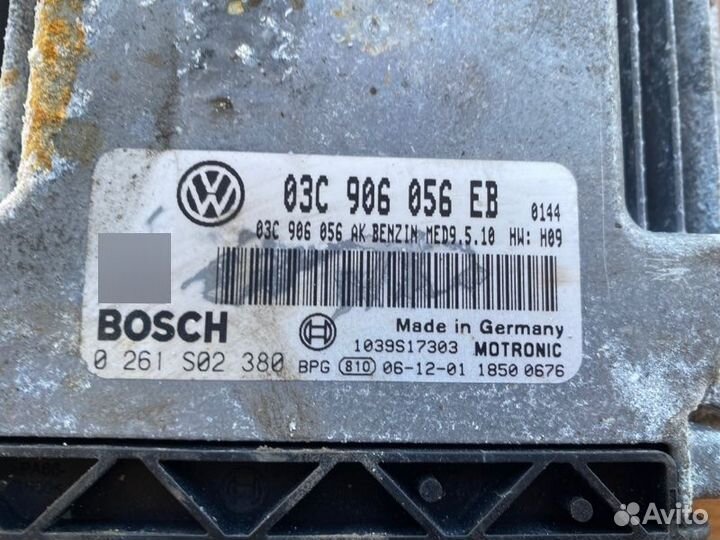 03C 906 056 EB 0144
03C 906 056 AK BENZIN MED9.5.10 HW: H09
BOSCH
Made in Germany
1039S17303 MOTRONIC
0 261 S02 380 BPG 810 06-12-01 1850 0676
Avito